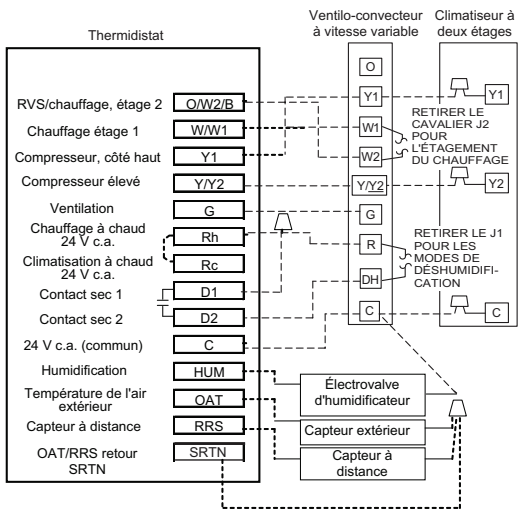 Thermidistat
Ventilo-convecteur
à vitesse variable
Climatiseur à
deux étages
RVS/chauffage, étage 2
O/W2/B
Chauffage étage 1
W/W1
Compresseur, côté haut
Y1
Compresseur élevé
Y/Y2
Ventilation
G
Chauffage à chaud
24 V c.a.
Rh
Climatisation à chaud
24 V c.a.
Rc
Contact sec 1
D1
Contact sec 2
D2
24 V c.a. (commun)
C
Humidification
HUM
Température de l'air
extérieur
OAT
Capteur à distance
RRS
OAT/RRS retour
SRTN
SRTN
O
Y1
W1
W2
Y/Y2
G
R
DH
C
RETIRER LE
CAVALIER J2
POUR
L'ÉTAGEMENT
DU CHAUFFAGE
RETIRER LE J1
POUR LES
MODES DE
DÉSHUMIDIFI-
CATION
Y1
Y2
C
Électrovalve
d'humidificateur
Capteur extérieur
Capteur à
distance